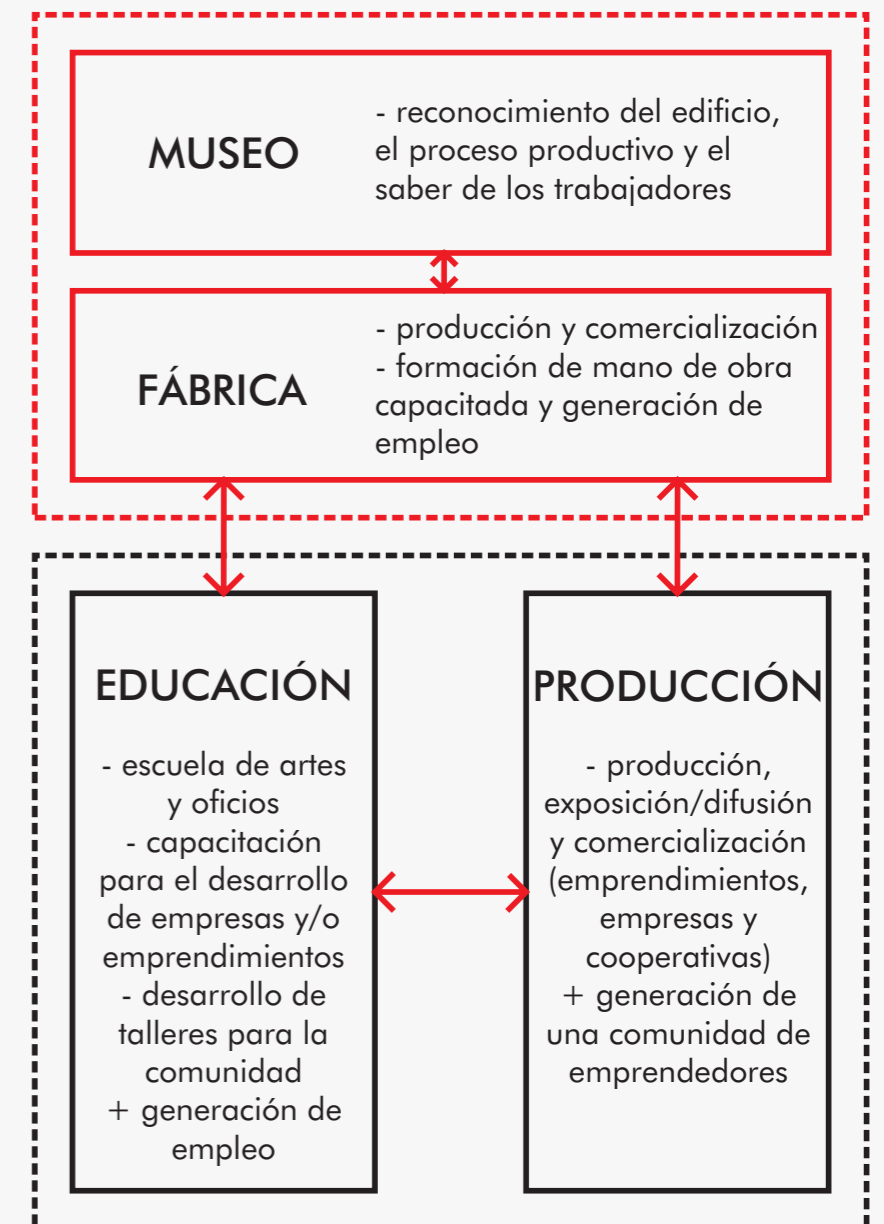 MUSEO
- reconocimiento del edificio,
el proceso productivo y el
saber de los trabajadores
FÁBRICA
- producción y comercialización
- formación de mano de obra
capacitada y generación de
empleo
EDUCACIÓN
- escuela de artes
y oficios
- capacitación
para el desarrollo
de empresas y/o
emprendimientos
- desarrollo de
talleres para la
comunidad
+ generación de
empleo
PRODUCCIÓN
- producción,
exposición/difusión
y comercialización
(emprendimientos,
empresas y
cooperativas)
+ generación de
una comunidad de
emprendedores